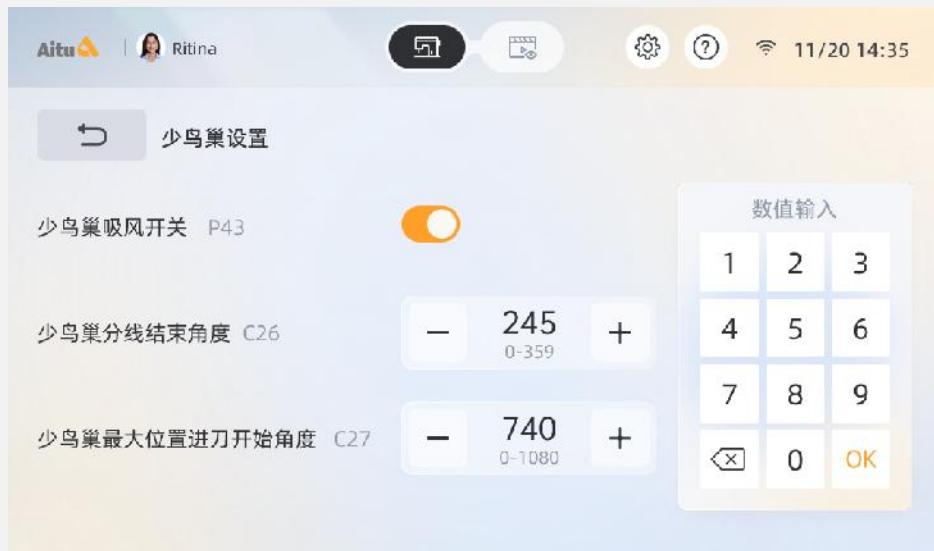 Aitu
Ritina
11/20 14:35
少鸟巢设置
少鸟巢吸风开关 P43
少鸟巢分线结束角度 C26
245
0-359
少鸟巢最大位置进刀开始角度 C27
740
0-1080
数值输入
1 2 3
4 5 6
7 8 9
0 OK